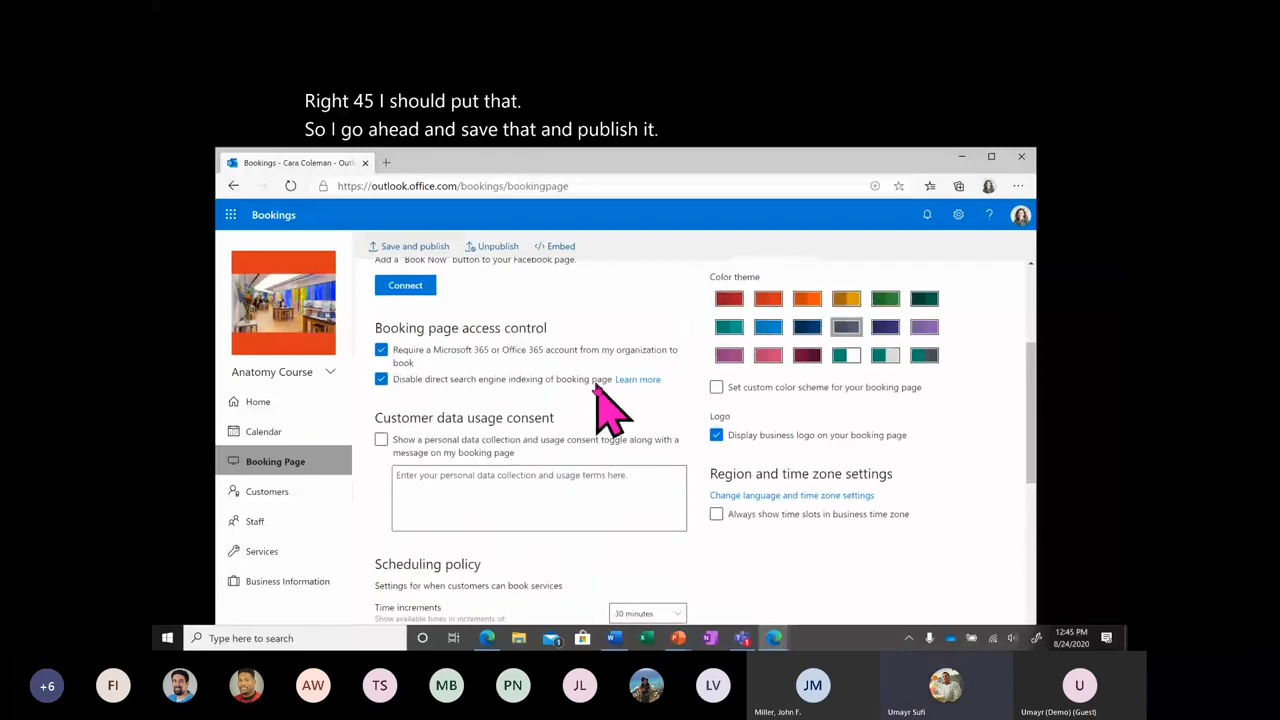 Right 45 I should put that.
So I go ahead and save that and publish it.
Bookings - Cara Coleman - Outl
https://outlook.office.com/bookings/bookingpage
Bookings
Save and publish
Unpublish
</> Embed
Add a "Book Now" button to your Facebook page.
Connect
Booking page access control
Require a Microsoft 365 or Office 365 account from my organization to
book
Disable direct search engine indexing of booking page Learn more
Customer data usage consent
Show a personal data collection and usage consent toggle along with a
message on my booking page
Enter your personal data collection and usage terms here.
Scheduling policy
Settings for when customers can book services
Time increments
Show available times in increments of:
30 minutes
Color theme
Set custom color scheme for your booking page
Logo
Display business logo on your booking page
Region and time zone settings
Change language and time zone settings
Always show time slots in business time zone
Anatomy Course
Home
Calendar
Booking Page
Customers
Staff
Services
Business Information
Type here to search
12:45 PM
8/24/2020
+6
FI
AW
TS
MB
PN
JL
LV
JM
Miller, John F.
Umayr Sufi
U
Umayr (Demo) (Guest)